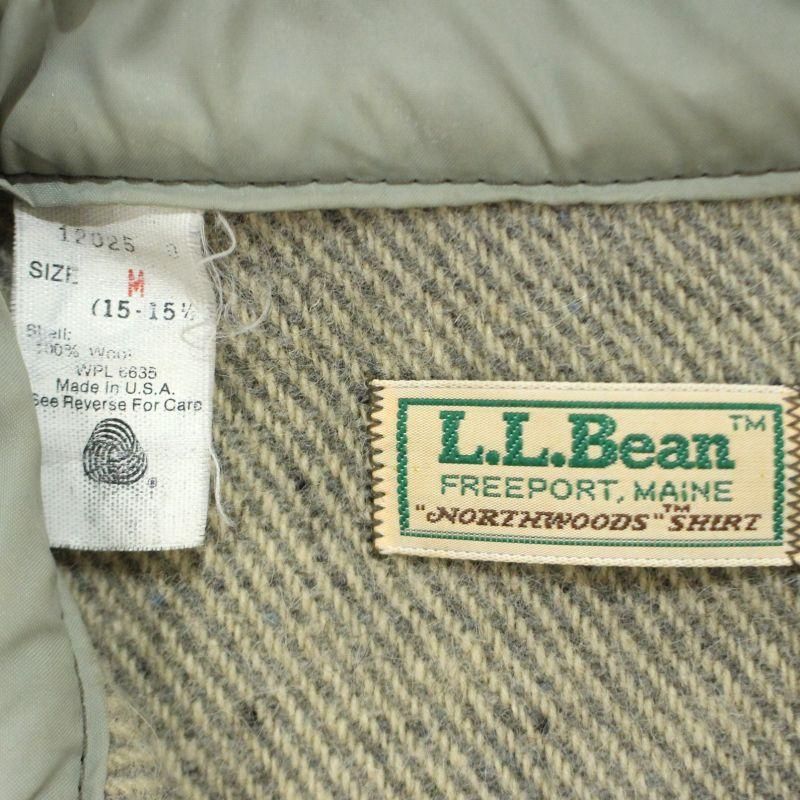 12025
SIZE M
(15-15½
Shell:
100% Wool
WPL 6635
Made in U.S.A.
See Reverse For Care
®
L.L.Bean™
FREEPORT, MAINE
"NORTHWOODS"™ SHIRT